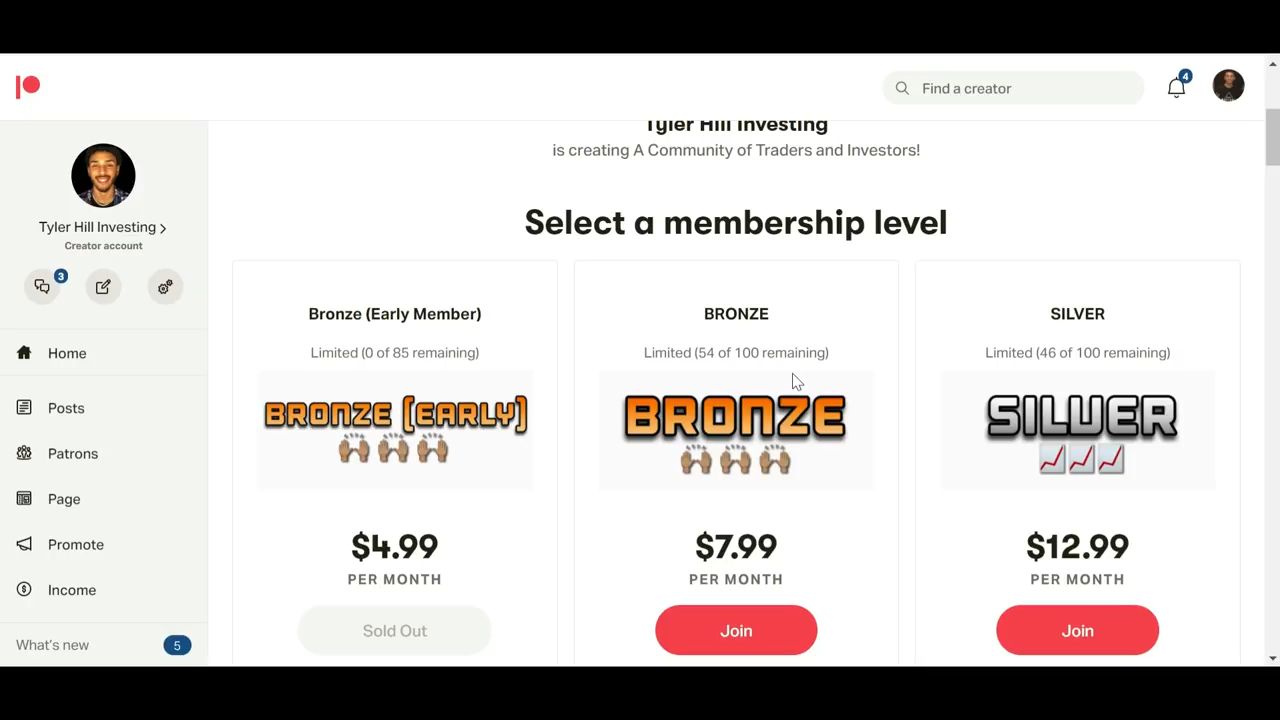 Find a creator
4
Tyler Hill Investing
is creating A Community of Traders and Investors!
Tyler Hill Investing
Creator account
3
Home
Posts
Patrons
Page
Promote
Income
What's new
5
Select a membership level
Bronze (Early Member)
Limited (0 of 85 remaining)
BRONZE (EARLY)
$4.99
PER MONTH
Sold Out
BRONZE
Limited (54 of 100 remaining)
BRONZE
$7.99
PER MONTH
Join
SILVER
Limited (46 of 100 remaining)
SILVER
$12.99
PER MONTH
Join